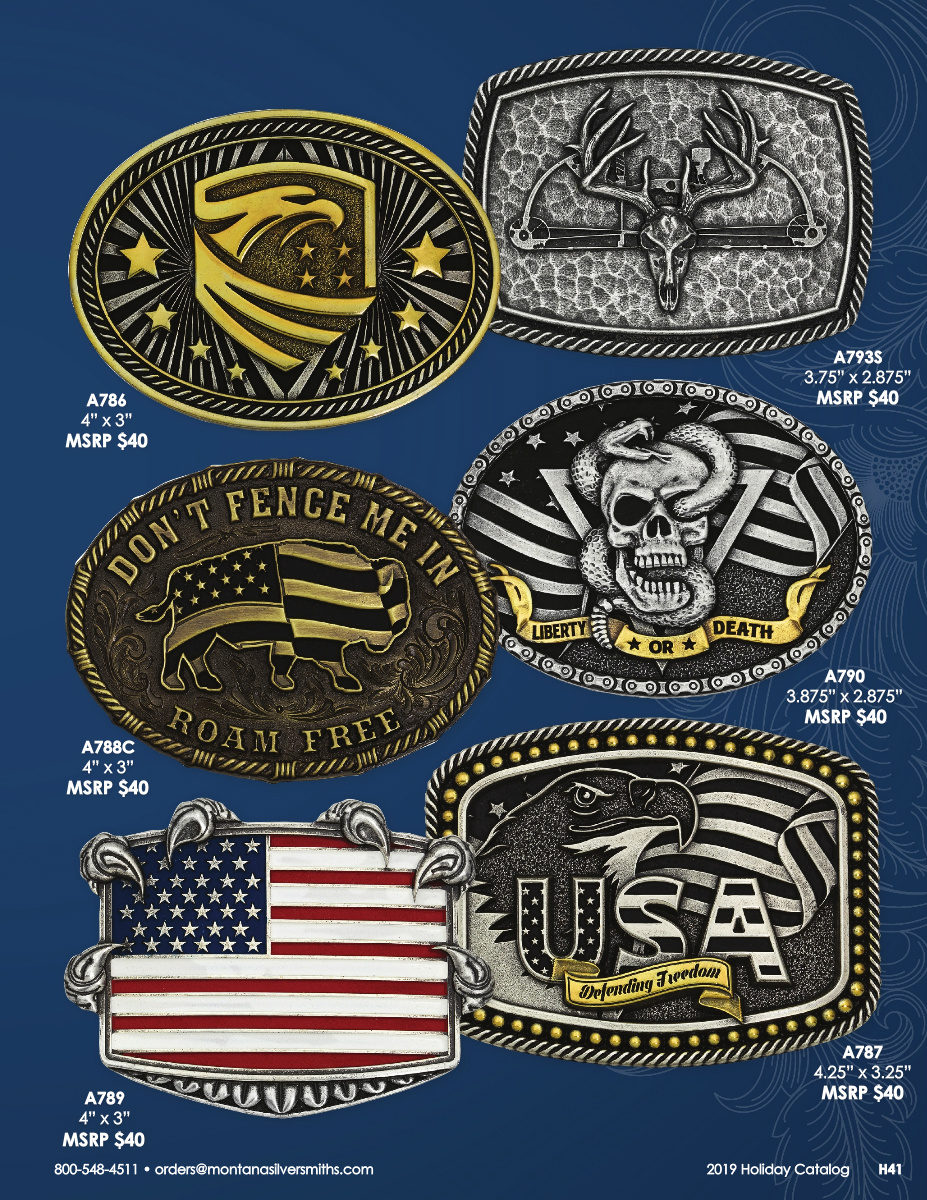 A793S
3.75” x 2.875”
MSRP $40
A786
4” x 3”
MSRP $40
DON'T FENCE ME IN
ROAM FREE
LIBERTY
OR
DEATH
A790
3.875” x 2.875”
MSRP $40
A788C
4” x 3”
MSRP $40
USA
Defending Freedom
A787
4.25” x 3.25”
MSRP $40
A789
4” x 3”
MSRP $40
800-548-4511 • orders@montanasilversmiths.com
2019 Holiday Catalog H41